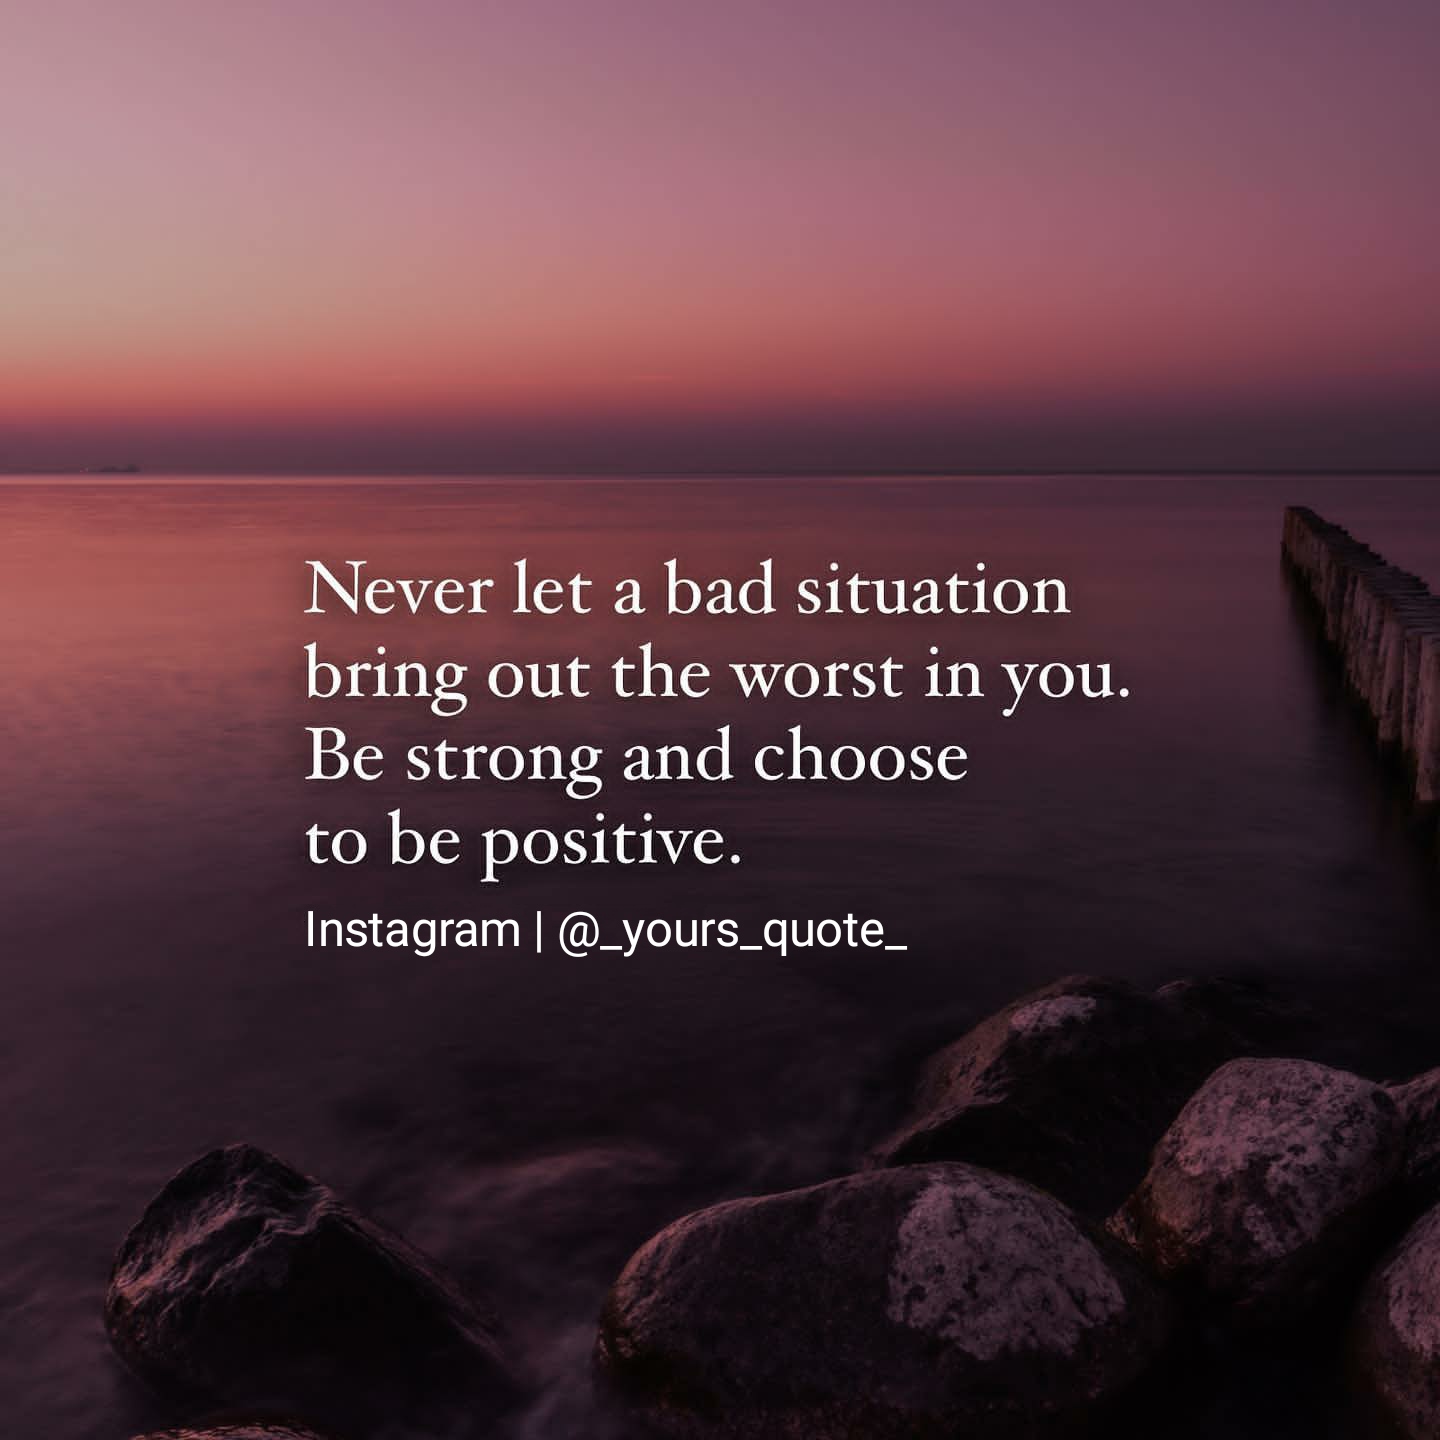 Never let a bad situation
bring out the worst in you.
Be strong and choose
to be positive.
Instagram | @_yours_quote_